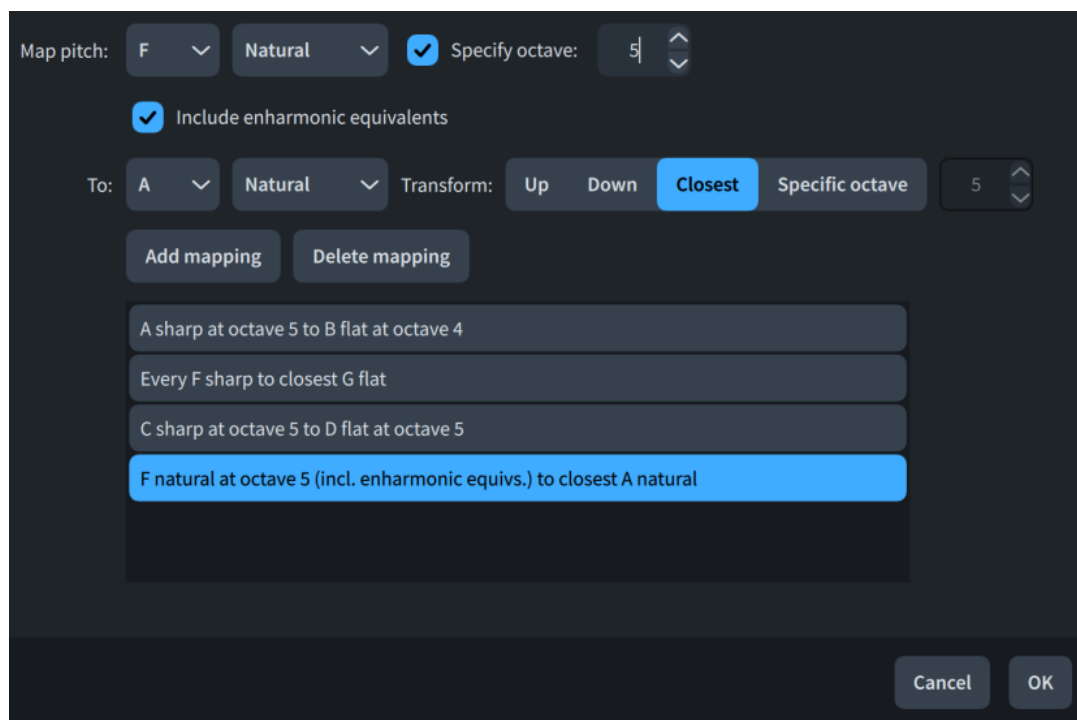 Map pitch: F Natural Specify octave: 5
Include enharmonic equivalents
To: A Natural Transform: Up Down Closest Specific octave 5
Add mapping Delete mapping
A sharp at octave 5 to B flat at octave 4
Every F sharp to closest G flat
C sharp at octave 5 to D flat at octave 5
F natural at octave 5 (incl. enharmonic equivs.) to closest A natural
Cancel OK